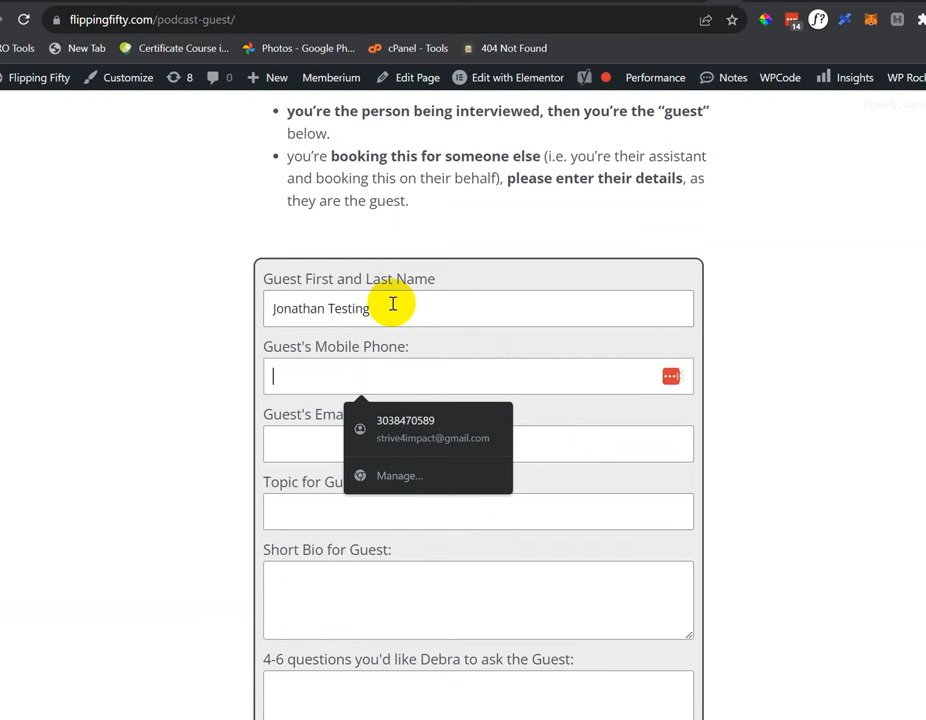 flippingfifty.com/podcast-guest/
RO Tools
New Tab
Certificate Course i...
Photos - Google Ph...
cPanel - Tools
404 Not Found
14
f?
Flipping Fifty
Customize
8
0
New
Memberium
Edit Page
Edit with Elementor
Performance
Notes
WPCode
Insights
WP Rock
you're the person being interviewed, then you're the “guest”
below.
you're booking this for someone else (i.e. you're their assistant
and booking this on their behalf), please enter their details, as
they are the guest.
Guest First and Last Name
Jonathan Testing
Guest's Mobile Phone:
3038470589
strive4impact@gmail.com
Manage...
Guest's Ema
Topic for Gu
Short Bio for Guest:
4-6 questions you'd like Debra to ask the Guest: